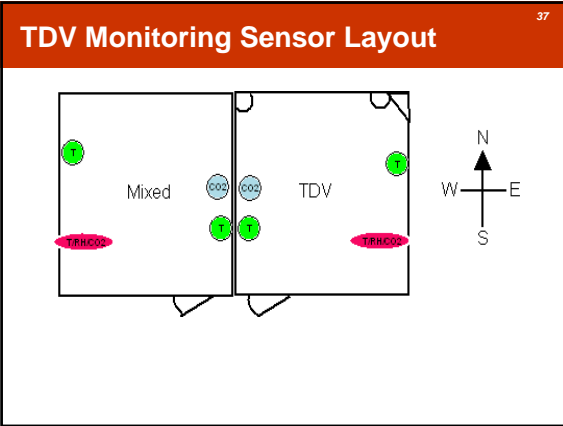 37
TDV Monitoring Sensor Layout
N
T
T
CO2 CO2
Mixed
TDV
W E
T T
T/RH/CO2
T/RH/CO2
S